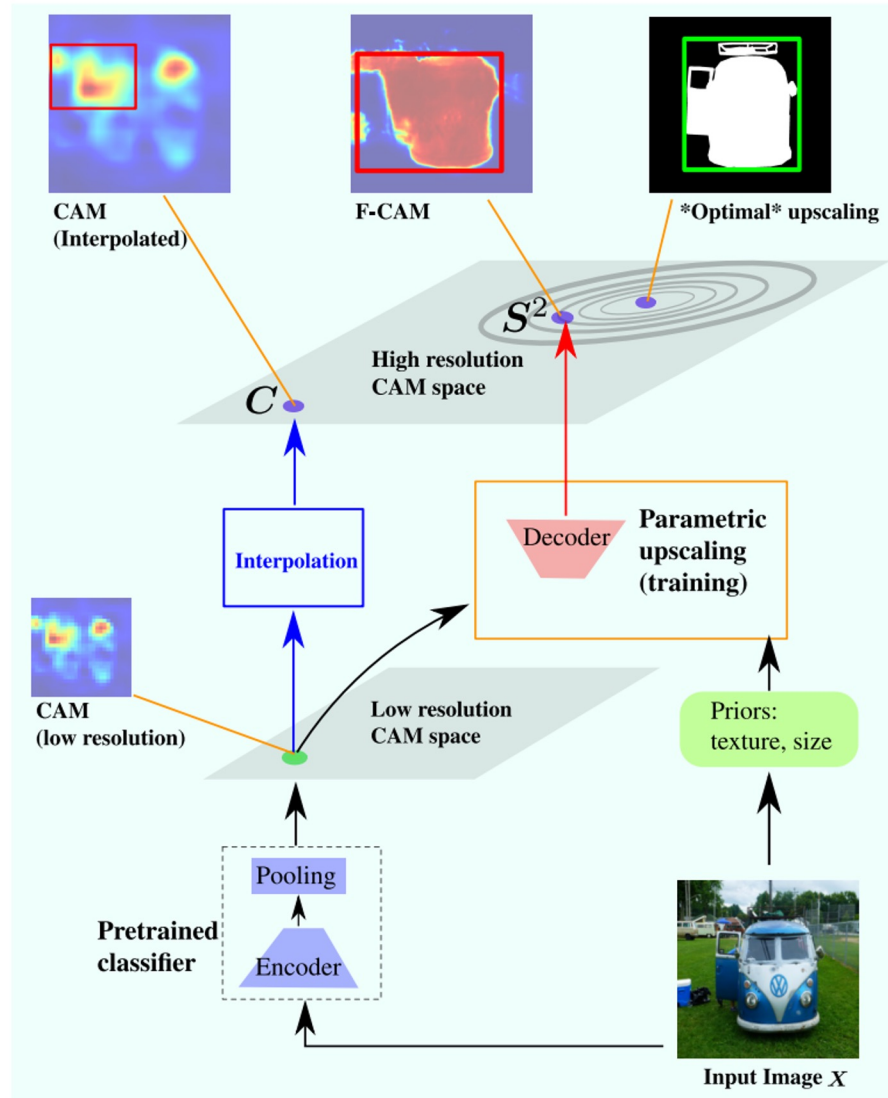 CAM
(Interpolated)
F-CAM
*Optimal* upscaling
S²
High resolution
CAM space
C
Interpolation
Decoder
Parametric
upscaling
(training)
CAM
(low resolution)
Low resolution
CAM space
Priors:
texture, size
Pooling
Pretrained
classifier
Encoder
Input Image X